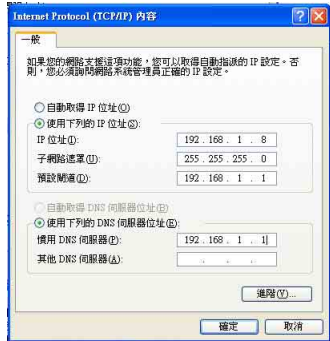 Internet Protocol (TCP/IP) 內容
一般
如果您的網路支援這項功能，您可以取得自動指派的 IP 設定。否
則，您必須詢問網路系統管理員正確的 IP 設定。
自動取得 IP 位址(O)
使用下列的 IP 位址(S):
IP 位址(I): 192 . 168 . 1 . 8
子網路遮罩(U): 255 . 255 . 255 . 0
預設閘道(D): 192 . 168 . 1 . 1
自動取得 DNS 伺服器位址(B)
使用下列的 DNS 伺服器位址(E):
慣用 DNS 伺服器(P): 192 . 168 . 1 . 1
其他 DNS 伺服器(A): . . .
進階(V)...
確定 取消